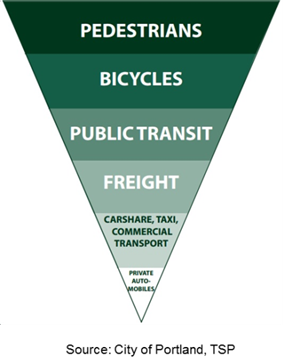 PEDESTRIANS
BICYCLES
PUBLIC TRANSIT
FREIGHT
CARSHARE, TAXI,
COMMERCIAL
TRANSPORT
PRIVATE
AUTO-
MOBILES
Source: City of Portland, TSP